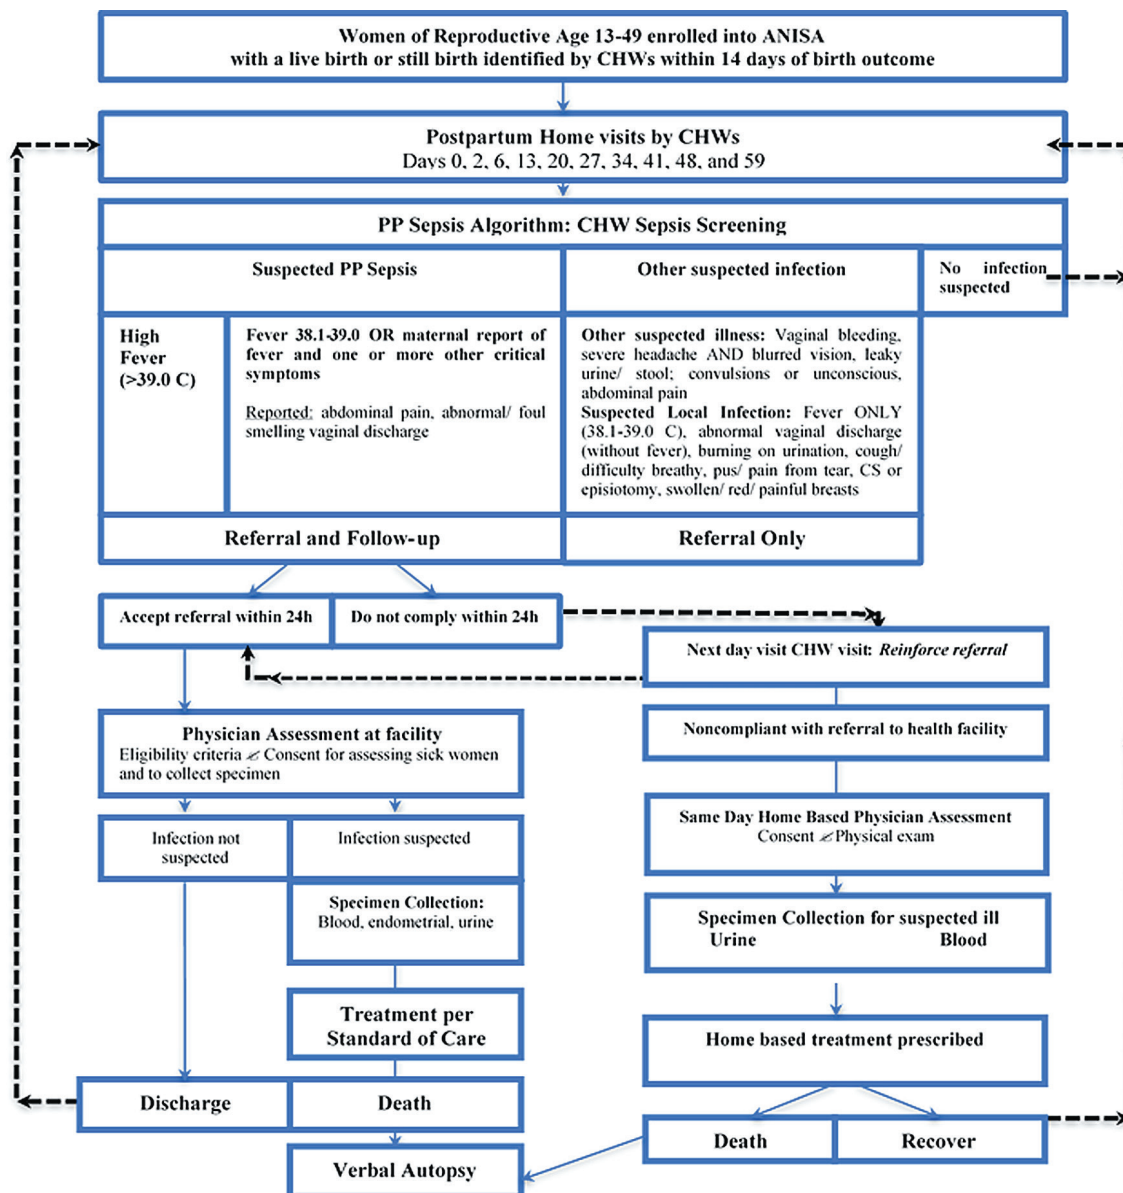 Women of Reproductive Age 13-49 enrolled into ANISA
with a live birth or still birth identified by CHWs within 14 days of birth outcome
Postpartum Home visits by CHWs
Days 0, 2, 6, 13, 20, 27, 34, 41, 48, and 59
PP Sepsis Algorithm: CHW Sepsis Screening
Suspected PP Sepsis
Other suspected infection
No infection
suspected
High
Fever
(>39.0 C)
Fever 38.1-39.0 OR maternal report of
fever and one or more other critical
symptoms
Reported: abdominal pain, abnormal/ foul
smelling vaginal discharge
Other suspected illness: Vaginal bleeding,
severe headache AND blurred vision, leaky
urine/ stool; convulsions or unconscious,
abdominal pain
Suspected Local Infection: Fever ONLY
(38.1-39.0 C), abnormal vaginal discharge
(without fever), burning on urination, cough/
difficulty breathy, pus/ pain from tear, CS or
episiotomy, swollen/ red/ painful breasts
Referral and Follow-up
Referral Only
Accept referral within 24h
Do not comply within 24h
Next day visit CHW visit: Reinforce referral
Noncompliant with referral to health facility
Physician Assessment at facility
Eligibility criteria Consent for assessing sick women
and to collect specimen
Same Day Home Based Physician Assessment
Consent Physical exam
Infection not
suspected
Infection suspected
Specimen Collection:
Blood, endometrial, urine
Specimen Collection for suspected ill
Urine Blood
Treatment per
Standard of Care
Home based treatment prescribed
Discharge
Death
Death
Recover
Verbal Autopsy